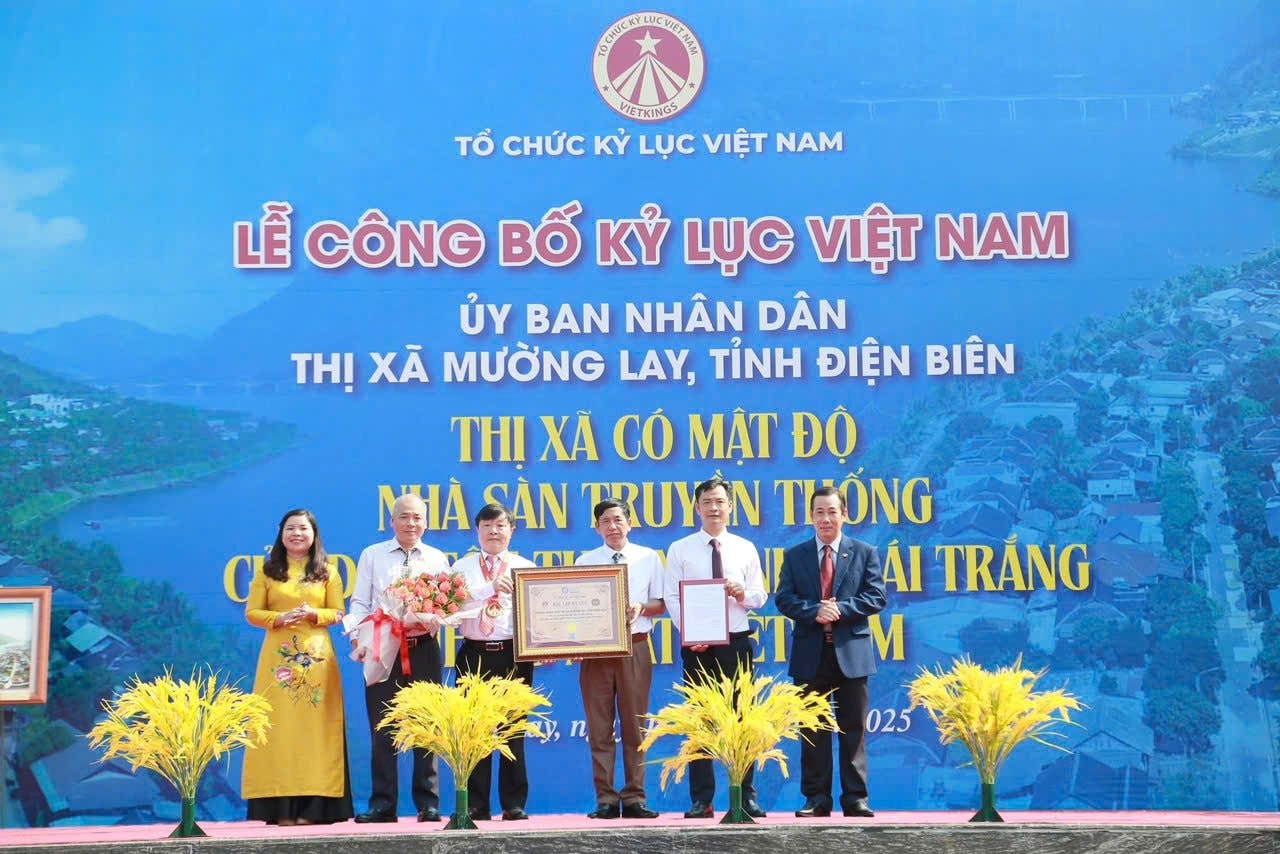 TỔ CHỨC KỶ LỤC VIỆT NAM
VIETKINGS
TỔ CHỨC KỶ LỤC VIỆT NAM
LỄ CÔNG BỐ KỶ LỤC VIỆT NAM
ỦY BAN NHÂN DÂN
THỊ XÃ MƯỜNG LAY, TỈNH ĐIỆN BIÊN
THỊ XÃ CÓ MẬT ĐỘ
NHÀ SÀN TRUYỀN THỐNG
TRẮNG
2025